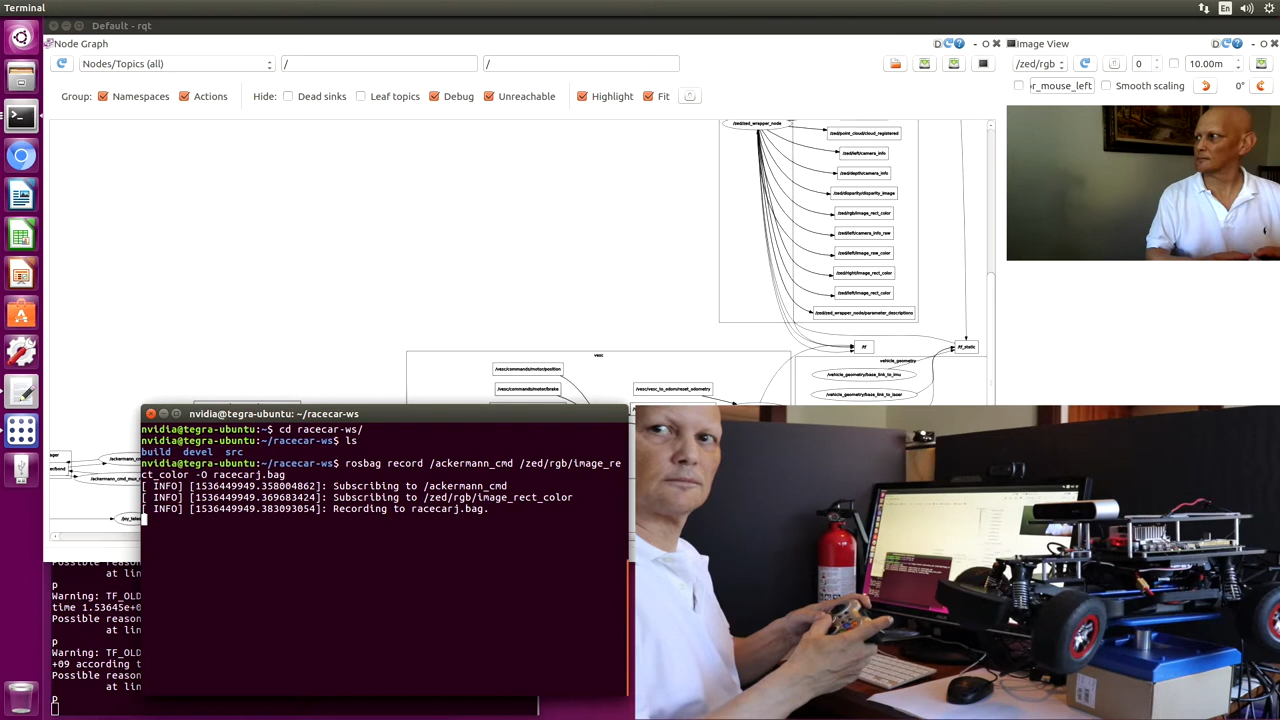 Terminal
En
Default - rqt
Node Graph
D
- O
Image View
D
- O
Nodes/Topics (all)
/
/
/zed/rgb
0
10.00m
Group:
Namespaces
Actions
Hide:
Dead sinks
Leaf topics
Debug
Unreachable
Highlight
Fit
r_mouse_left
Smooth scaling
0°
/zed/zed_wrapper_node
/zed/point_cloud/cloud_registered
/zed/left/camera_info
/zed/depth/camera_info
/zed/disparity/disparity_image
/zed/rgb/image_rect_color
/zed/left/camera_info_raw
/zed/left/image_raw_color
/zed/right/image_rect_color
/zed/left/image_rect_color
/zed/zed_wrapper_node/parameter_descriptions
/tf
/tf_static
vesc
vehicle_geometry
/vesc/commands/motor/position
/vehicle_geometry/base_link_to_imu
/vesc/commands/motor/brake
/vesc/vesc_to_odom/reset_odometry
/vehicle_geometry/base_link_to_laser
nvidia@tegra-ubuntu: ~/racecar-ws
nvidia@tegra-ubuntu:~$ cd racecar-ws/
nvidia@tegra-ubuntu:~/racecar-ws$ ls
build devel src
nvidia@tegra-ubuntu:~/racecar-ws$ rosbag record /ackermann_cmd /zed/rgb/image_re
ct_color -O racecarj.bag
[ INFO] [1536449949.358004862]: Subscribing to /ackermann_cmd
[ INFO] [1536449949.369683424]: Subscribing to /zed/rgb/image_rect_color
[ INFO] [1536449949.383093054]: Recording to racecarj.bag.
Possible reason
at lin
p
Warning: TF_OLD
time 1.53645e+0
Possible reason
at lin
p
Warning: TF_OLD
+09 according t
Possible reason
at lin
p